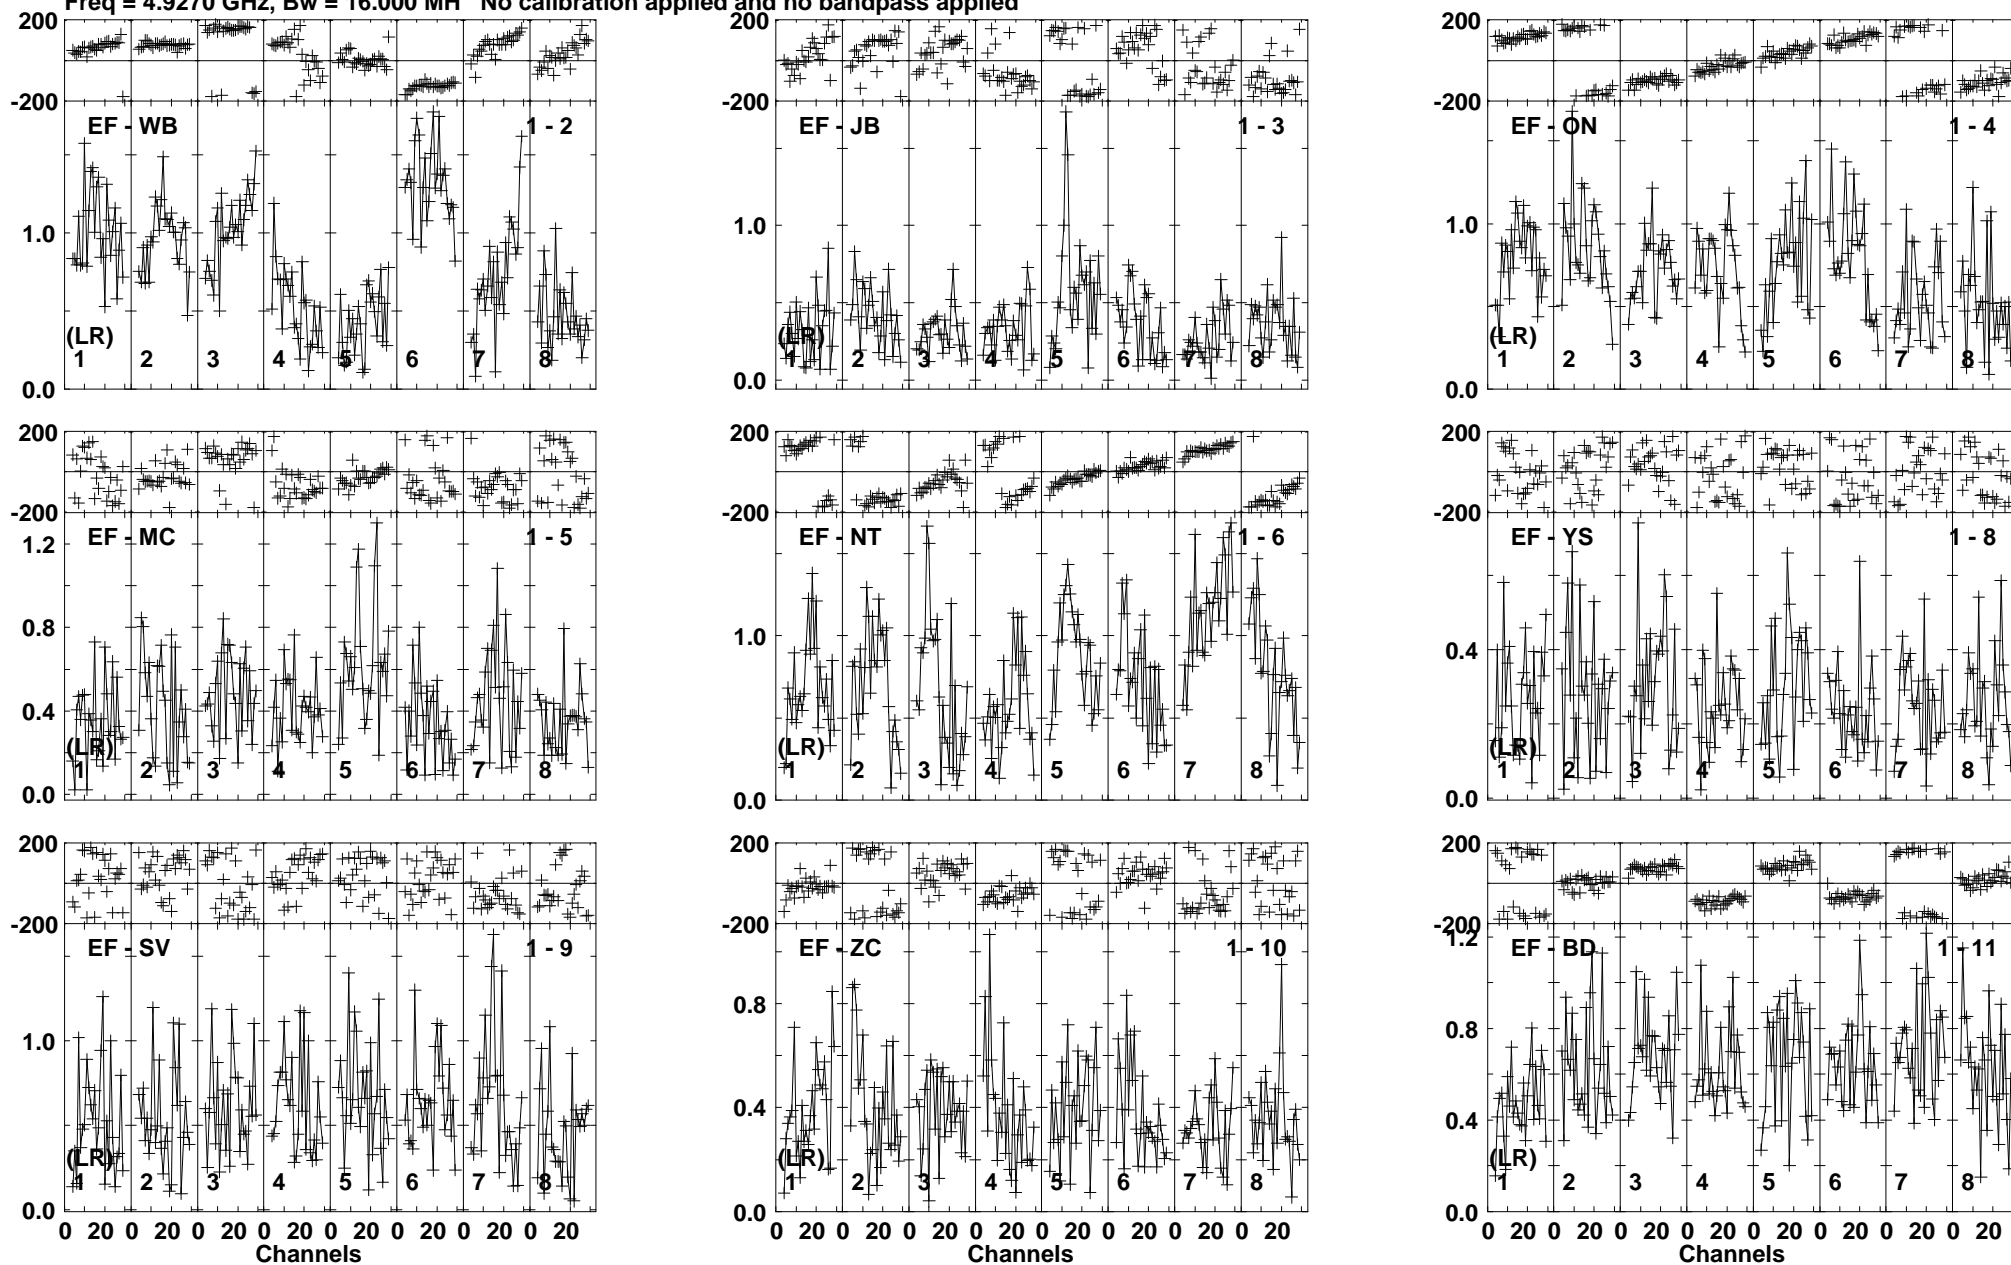 Freq = 4.9270 GHz, Bw = 16.000 MH No calibration applied and no bandpass applied
200
-200
EF - WB 1 - 2
1.0
(LR)
1 2 3 4 5 6 7 8
0.0
200
-200
EF - JB 1 - 3
1.0
(LR)
1 2 3 4 5 6 7 8
0.0
200
-200
EF - ON 1 - 4
1.0
(LR)
1 2 3 4 5 6 7 8
0.0
200
-200
EF - MC 1 - 5
1.2
0.8
0.4
(LR)
1 2 3 4 5 6 7 8
0.0
200
-200
EF - NT 1 - 6
1.0
(LR)
1 2 3 4 5 6 7 8
0.0
200
-200
EF - YS 1 - 8
0.4
(LR)
1 2 3 4 5 6 7 8
0.0
200
-200
EF - SV 1 - 9
1.0
(LR)
1 2 3 4 5 6 7 8
0.0
0 20 0 20 0 20 0 20 0 20 0 20 0 20 0 20
Channels
200
-200
EF - ZC 1 - 10
0.8
0.4
(LR)
1 2 3 4 5 6 7 8
0.0
0 20 0 20 0 20 0 20 0 20 0 20 0 20 0 20
Channels
200
-200
1.2
EF - BD 1 - 11
0.8
0.4
(LR)
1 2 3 4 5 6 7 8
0.0
0 20 0 20 0 20 0 20 0 20 0 20 0 20 0 20
Channels